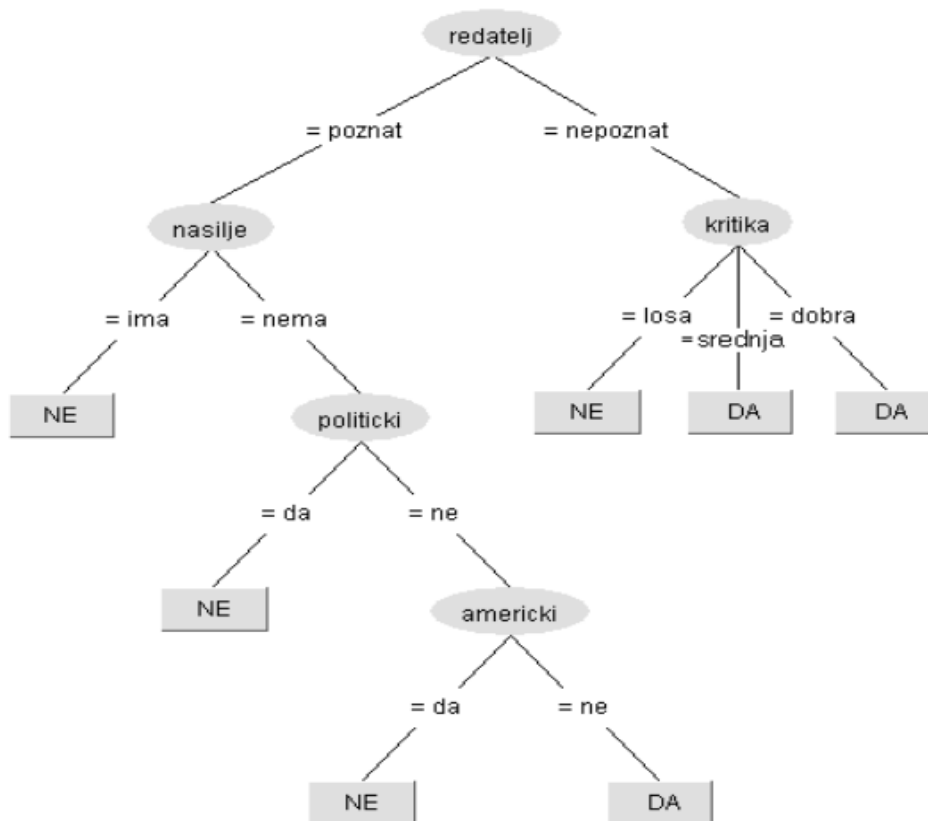 redatelj
= poznat
= nepoznat
nasilje
kritika
= ima
= nema
= losa
=srednja
= dobra
NE
politicki
NE
DA
DA
= da
= ne
NE
americki
= da
= ne
NE
DA